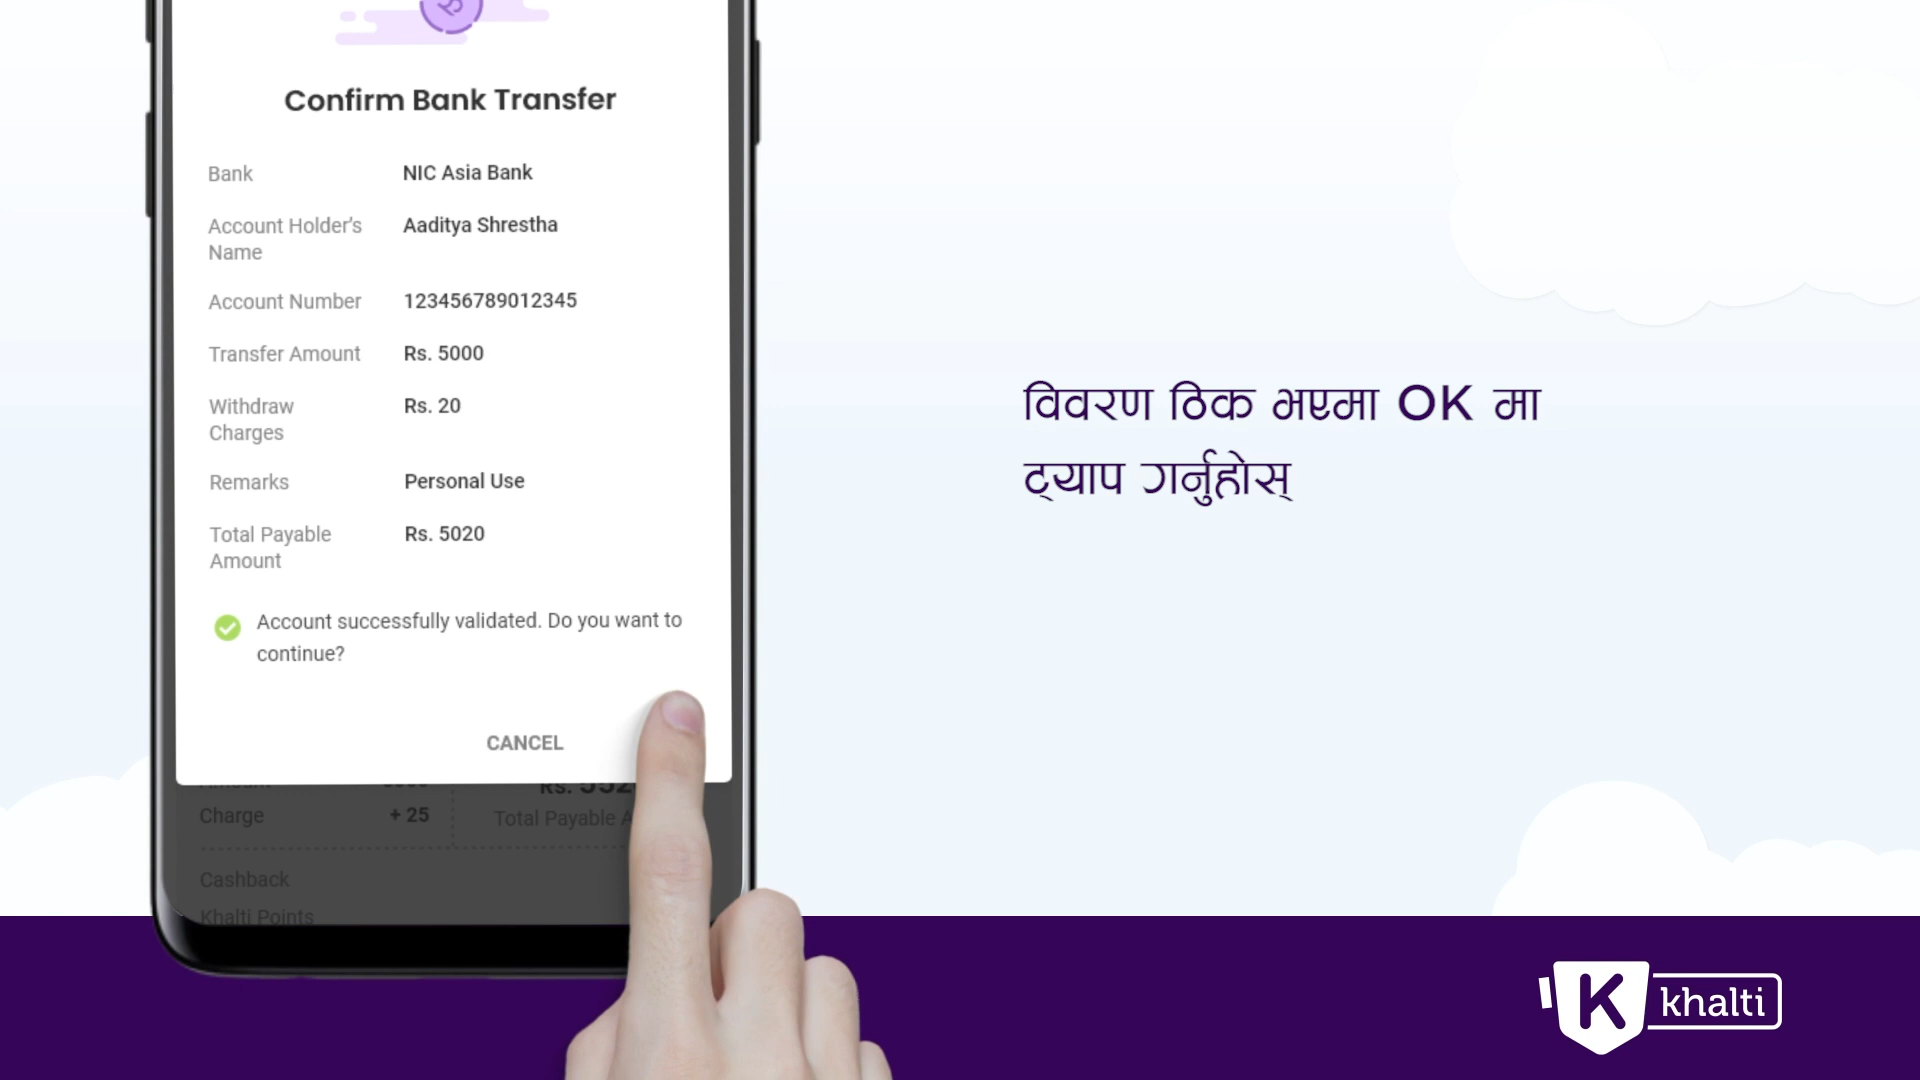 Confirm Bank Transfer
Bank NIC Asia Bank
Account Holder's Aaditya Shrestha
Name
Account Number 123456789012345
Transfer Amount Rs. 5000
Withdraw Rs. 20
Charges
Remarks Personal Use
Total Payable Rs. 5020
Amount
Account successfully validated. Do you want to
continue?
CANCEL
Rs.
Charge + 25 Total Payable
Cashback
Khalti Points
विवरण ठिक भएमा OK मा
ट्याप गर्नुहोस्
K khalti